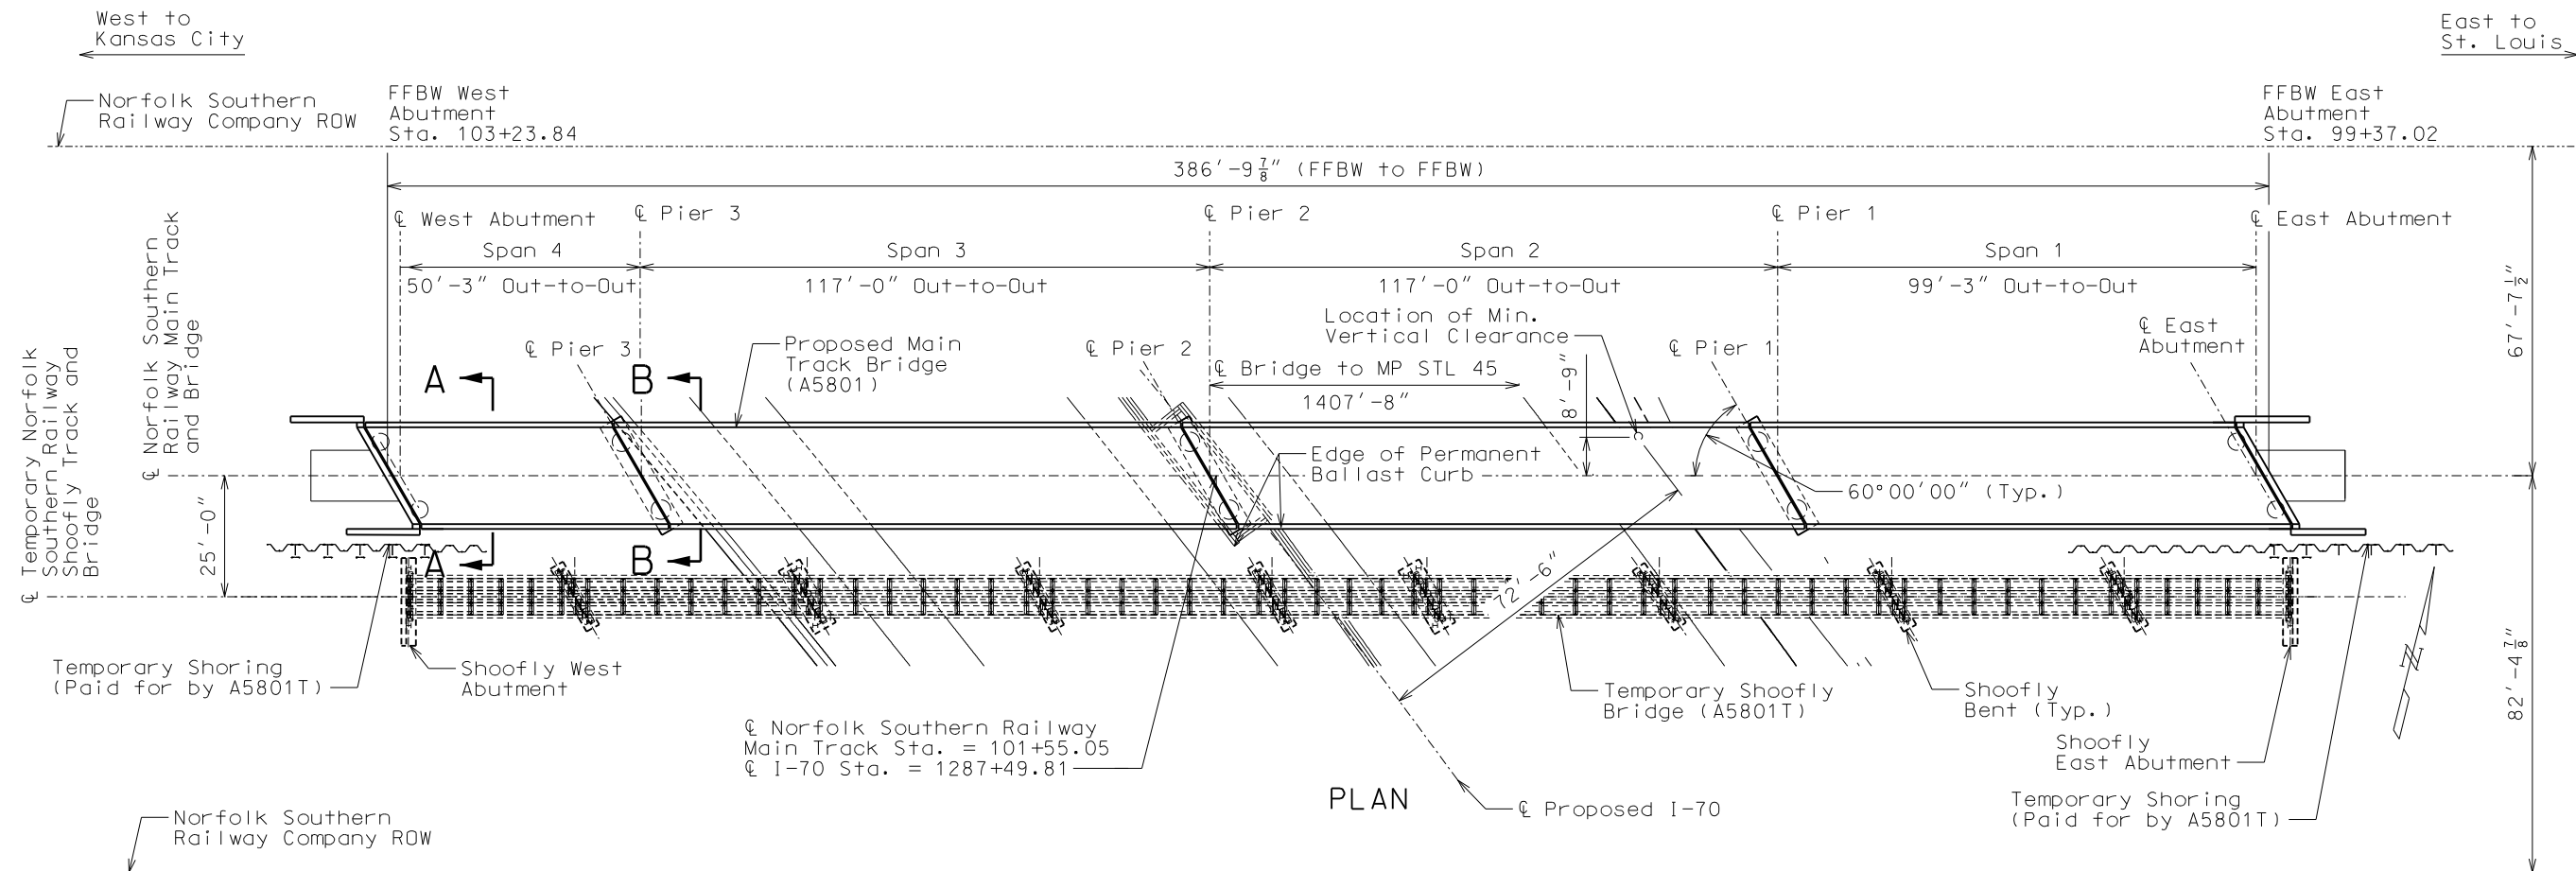 West to
Kansas City
East to
St. Louis
Norfolk Southern
Railway Company ROW
FFBW West
Abutment
Sta. 103+23.84
FFBW East
Abutment
Sta. 99+37.02
386'-9 7/8" (FFBW to FFBW)
℄ West Abutment
℄ Pier 3
℄ Pier 2
℄ Pier 1
℄ East Abutment
Span 4
Span 3
Span 2
Span 1
50'-3" Out-to-Out
117'-0" Out-to-Out
117'-0" Out-to-Out
99'-3" Out-to-Out
67'-7 1/2"
℄ Temporary Norfolk
Southern Railway
Shoofly Track and
Bridge
℄ Norfolk Southern
Railway Main Track
and Bridge
Location of Min.
Vertical Clearance
℄ Pier 3
Proposed Main
Track Bridge
(A5801)
℄ Pier 2
℄ Bridge to MP STL 45
1407'-8"
8'-9"
℄ Pier 1
℄ East
Abutment
A
B
Edge of Permanent
Ballast Curb
60°00'00" (Typ.)
25'-0"
A
B
72'-6"
Temporary Shoring
(Paid for by A5801T)
Shoofly West
Abutment
℄ Norfolk Southern Railway
Main Track Sta. = 101+55.05
℄ I-70 Sta. = 1287+49.81
Temporary Shoofly
Bridge (A5801T)
Shoofly
Bent (Typ.)
Shoofly
East Abutment
N
82'-4 7/8"
PLAN
℄ Proposed I-70
Temporary Shoring
(Paid for by A5801T)
Norfolk Southern
Railway Company ROW